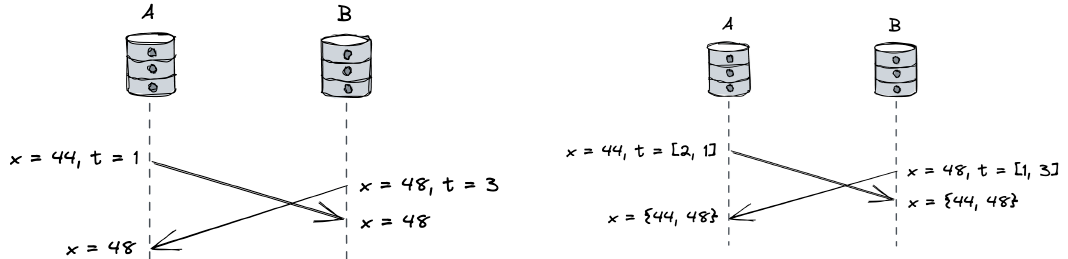 A
B
x = 44, t = 1
x = 48, t = 3
x = 48
x = 48
A
B
x = 44, t = [2, 1]
x = 48, t = [1, 3]
x = {44, 48}
x = {44, 48}